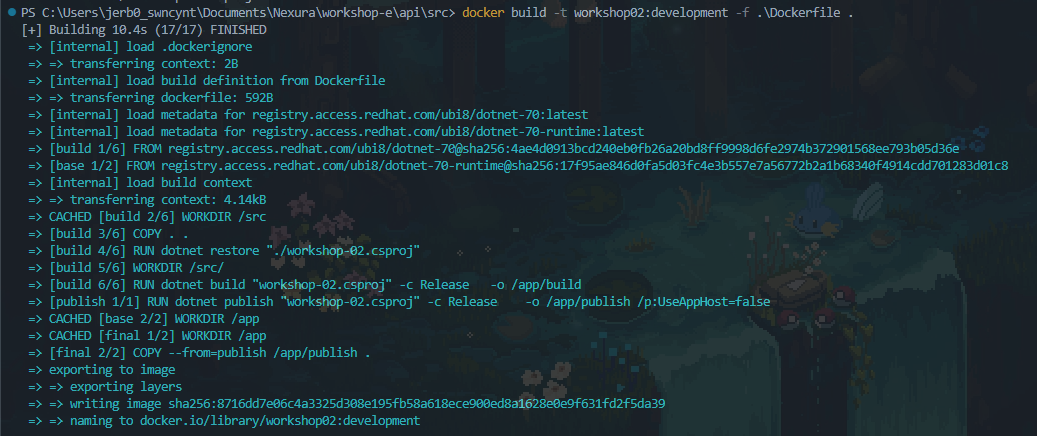 PS C:\Users\jerb0_swncynt\Documents\Nexura\workshop-e\api\src> docker build -t workshop02:development -f .\Dockerfile .
[+] Building 10.4s (17/17) FINISHED
=> [internal] load .dockerignore
=> => transferring context: 2B
=> [internal] load build definition from Dockerfile
=> => transferring dockerfile: 592B
=> [internal] load metadata for registry.access.redhat.com/ubi8/dotnet-70:latest
=> [internal] load metadata for registry.access.redhat.com/ubi8/dotnet-70-runtime:latest
=> [build 1/6] FROM registry.access.redhat.com/ubi8/dotnet-70@sha256:4ae4d0913bcd240eb0fb26a20bd8ff9998d6fe2974b372901568ee793b05d36e
=> [base 1/2] FROM registry.access.redhat.com/ubi8/dotnet-70-runtime@sha256:17f95ae846d0fa5d03fc4e3b557e7a56772b2a1b68340f4914cdd701283d01c8
=> [internal] load build context
=> => transferring context: 4.14kB
=> CACHED [build 2/6] WORKDIR /src
=> [build 3/6] COPY . .
=> [build 4/6] RUN dotnet restore "./workshop-02.csproj"
=> [build 5/6] WORKDIR /src/
=> [build 6/6] RUN dotnet build "workshop-02.csproj" -c Release   -o /app/build
=> [publish 1/1] RUN dotnet publish "workshop-02.csproj" -c Release    -o /app/publish /p:UseAppHost=false
=> CACHED [base 2/2] WORKDIR /app
=> CACHED [final 1/2] WORKDIR /app
=> [final 2/2] COPY --from=publish /app/publish .
=> exporting to image
=> => exporting layers
=> => writing image sha256:8716dd7e06c4a3325d308e195fb58a618ece900ed8a1628e0e9f631fd2f5da39
=> => naming to docker.io/library/workshop02:development